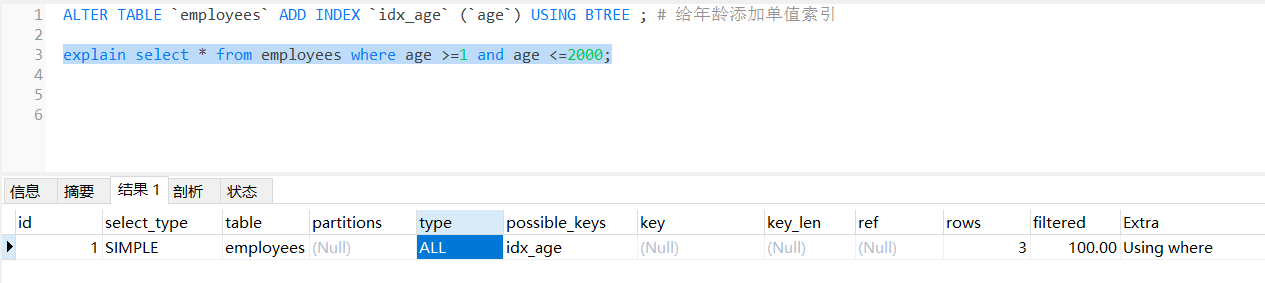 1 ALTER TABLE `employees` ADD INDEX `idx_age` (`age`) USING BTREE ; # 给年龄添加单值索引
2
3 explain select * from employees where age >=1 and age <=2000;
4
5
6
信息 摘要 结果 1 剖析 状态
id select_type table partitions type possible_keys key key_len ref rows filtered Extra
1 SIMPLE employees (Null) ALL idx_age (Null) (Null) (Null) 3 100.00 Using where